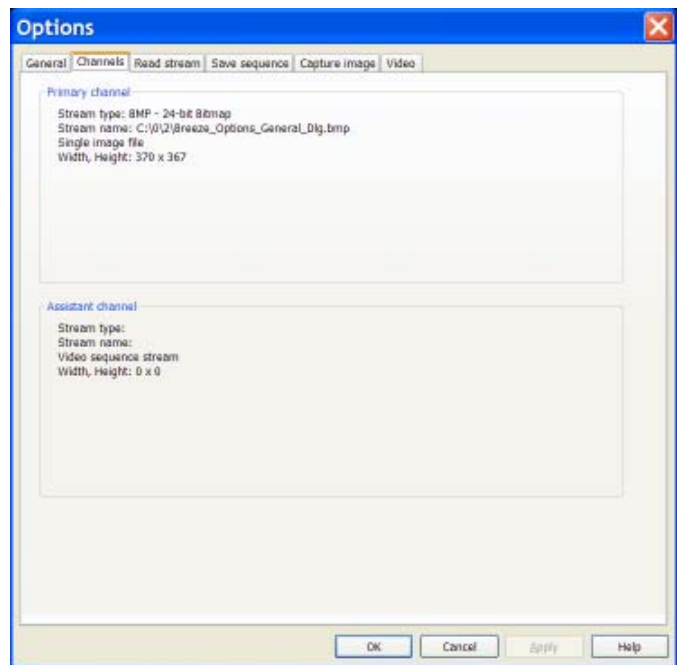 Options
General Channels Read stream Save sequence Capture image Video
Primary channel
Stream type: BMP - 24-bit Bitmap
Stream name: C:\0\2\Breeze_Options_General_Dlg.bmp
Single image file
Width, Height: 370 x 367
Assistant channel
Stream type:
Stream name:
Video sequence stream
Width, Height: 0 x 0
OK Cancel Apply Help